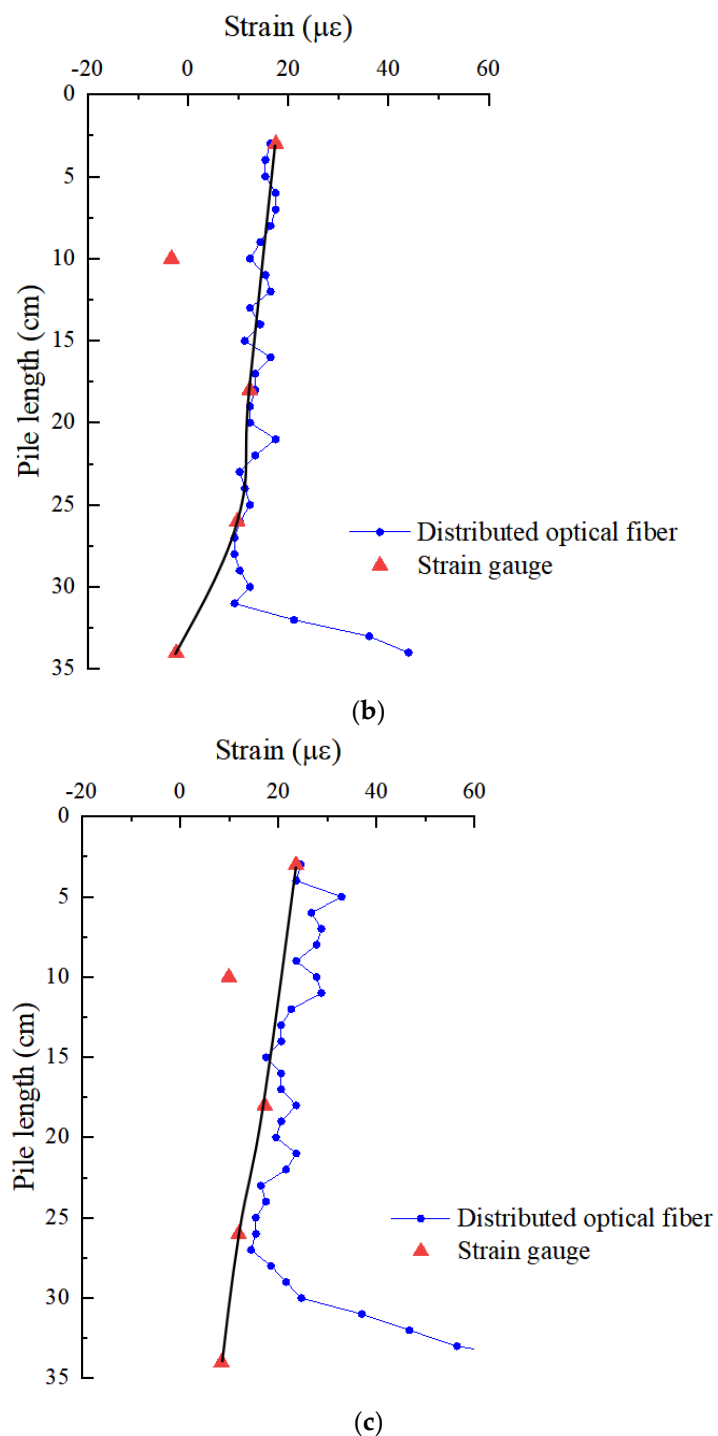 Strain (με)
-20 0 20 40 60
0
5
10
15
20
25
30
35
Pile length (cm)
Distributed optical fiber
Strain gauge
(b)
Strain (με)
-20 0 20 40 60
0
5
10
15
20
25
30
35
Pile length (cm)
Distributed optical fiber
Strain gauge
(c)